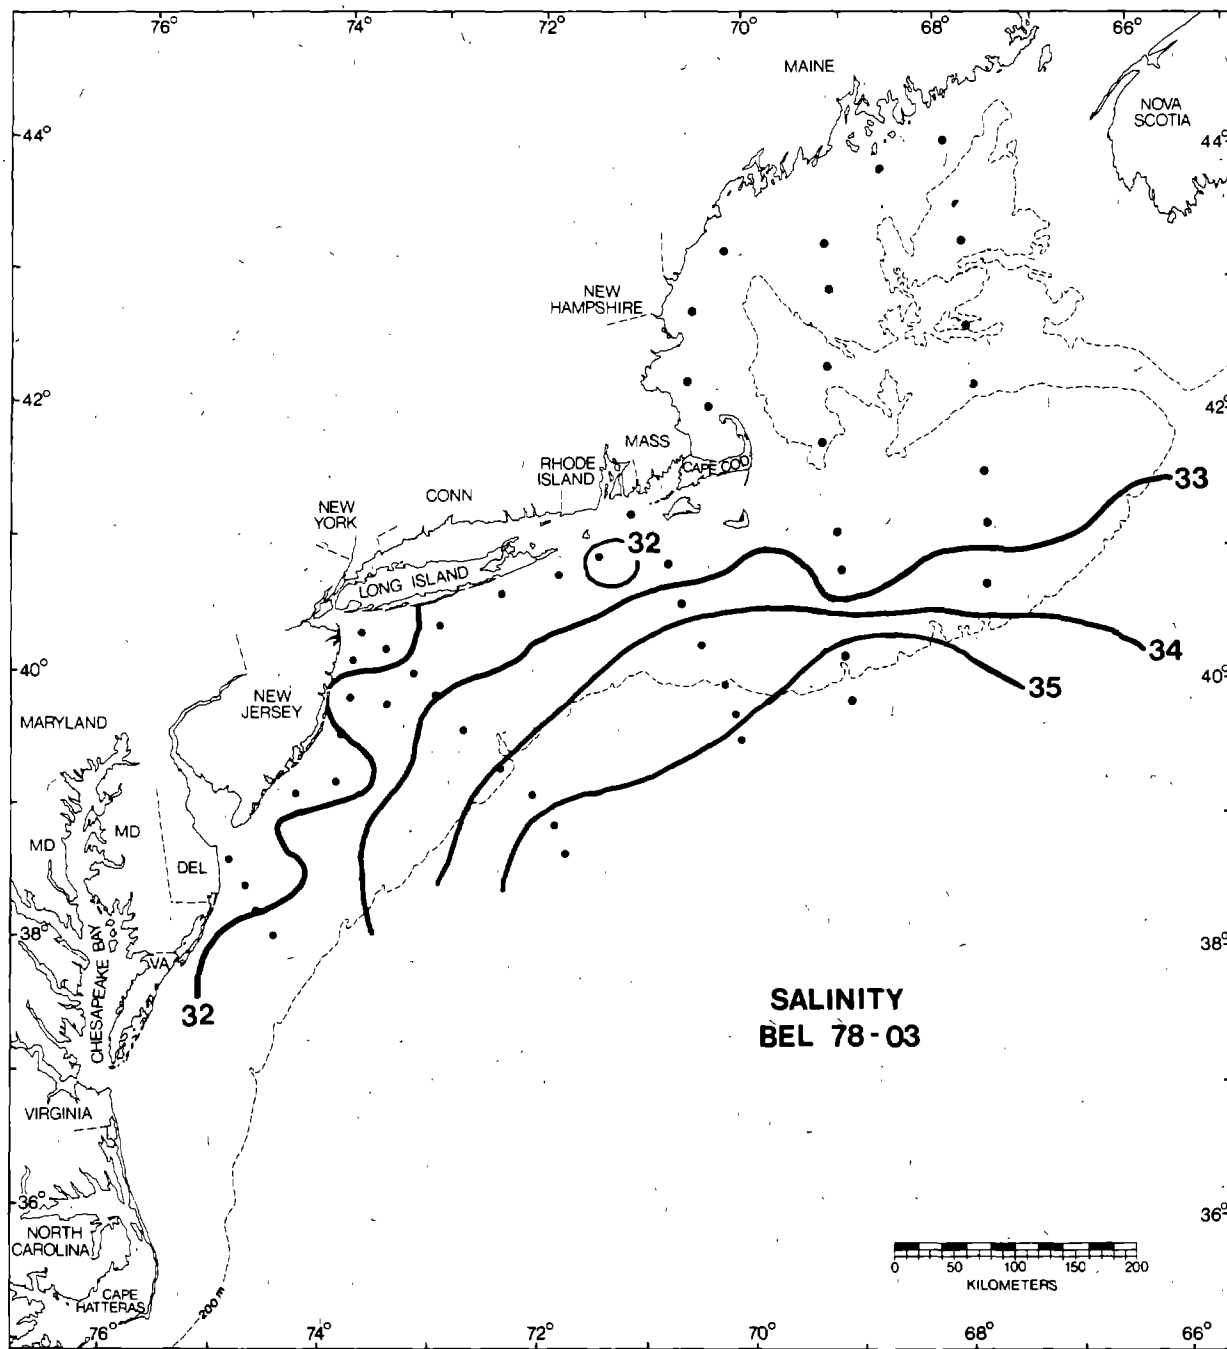 76° 74° 72° 70° 68° 66°
MAINE
NOVA
SCOTIA
44° 44°
NEW
HAMPSHIRE
42° 42°
MASS
RHODE
ISLAND
CAPE COD
CONN
NEW
YORK
LONG ISLAND
32
33
34
35
40° 40°
NEW
JERSEY
MARYLAND
MD
MD
DEL
38° 38°
VA
CHESAPEAKE BAY
32
SALINITY
BEL 78-03
VIRGINIA
36° 36°
NORTH
CAROLINA
CAPE
HATTERAS
200 m
0 50 100 150 200
KILOMETERS
76° 74° 72° 70° 68° 66°